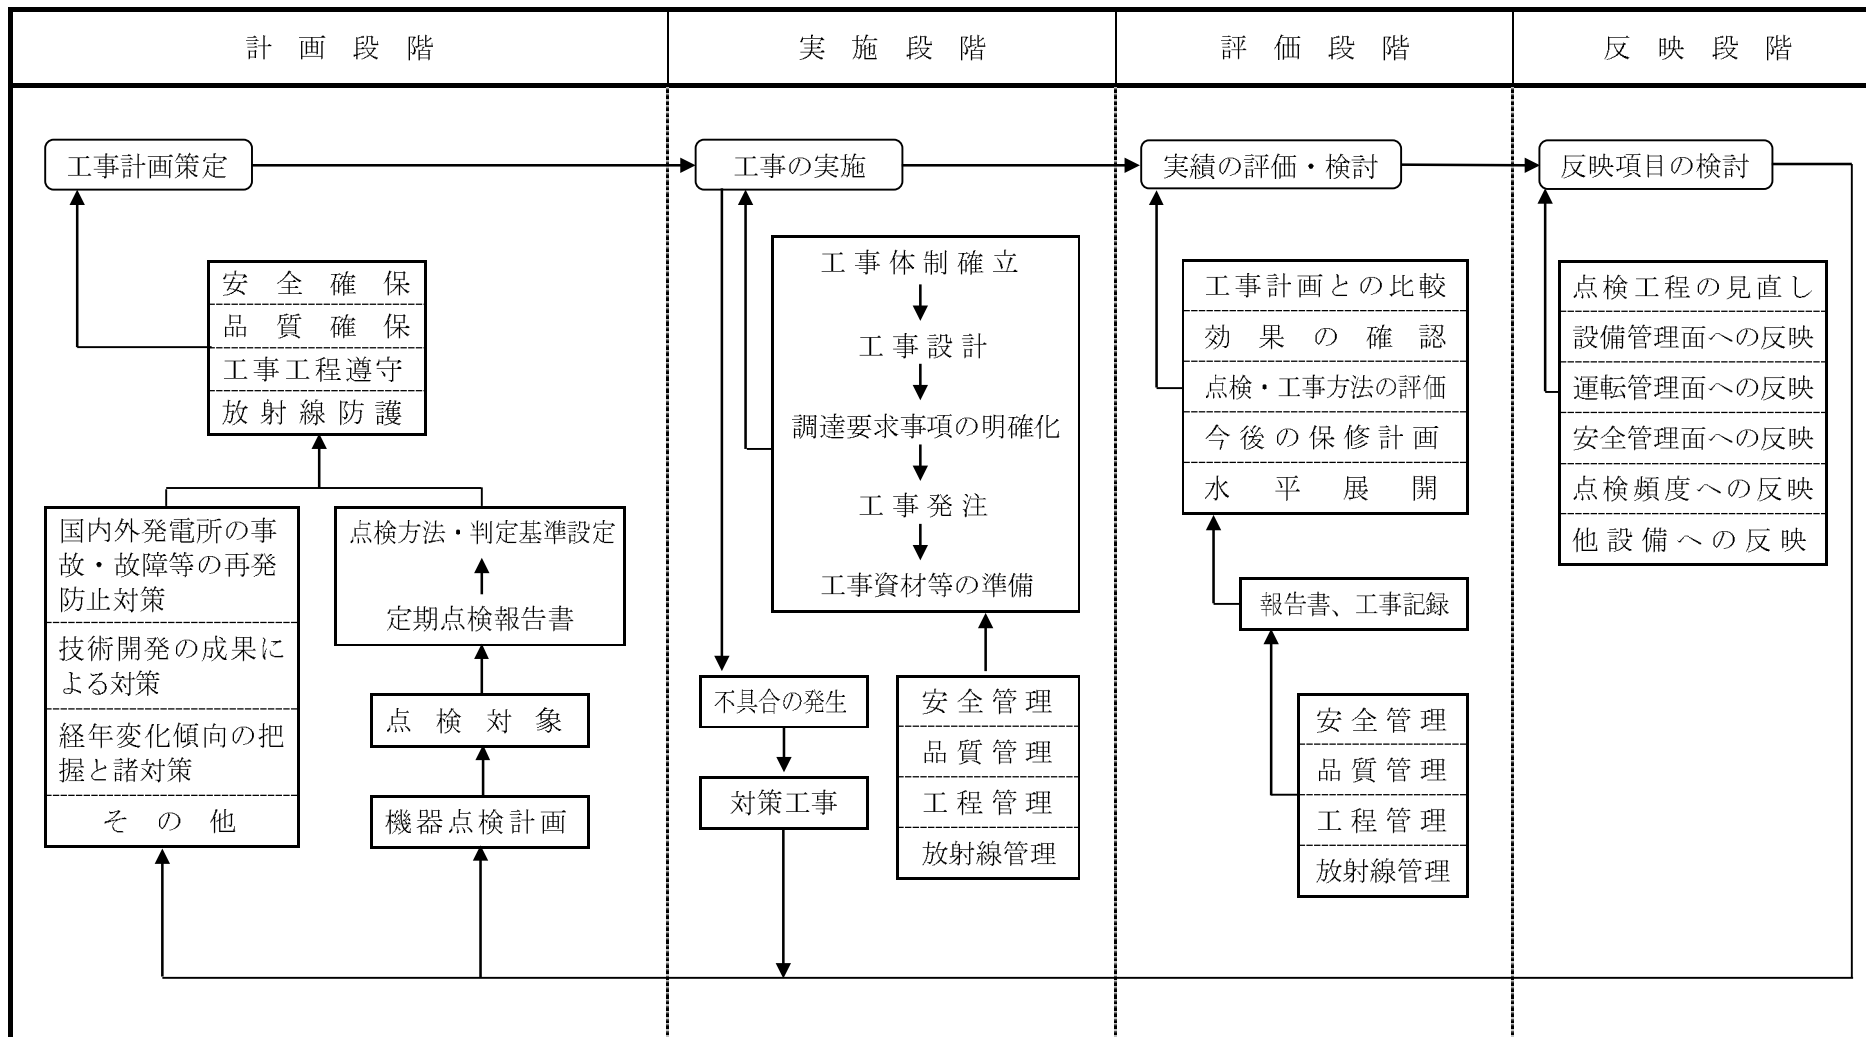 計画段階
実施段階
評価段階
反映段階
工事計画策定
工事の実施
実績の評価・検討
反映項目の検討
安全確保
品質確保
工事工程遵守
放射線防護
国内外発電所の事
故・故障等の再発
防止対策
技術開発の成果に
よる対策
経年変化傾向の把
握と諸対策
その他
点検方法・判定基準設定
定期点検報告書
点検対象
機器点検計画
工事体制確立
工事設計
調達要求事項の明確化
工事発注
工事資材等の準備
不具合の発生
対策工事
安全管理
品質管理
工程管理
放射線管理
工事計画との比較
効果の確認
点検・工事方法の評価
今後の保修計画
水平展開
報告書、工事記録
安全管理
品質管理
工程管理
放射線管理
点検工程の見直し
設備管理面への反映
運転管理面への反映
安全管理面への反映
点検頻度への反映
他設備への反映